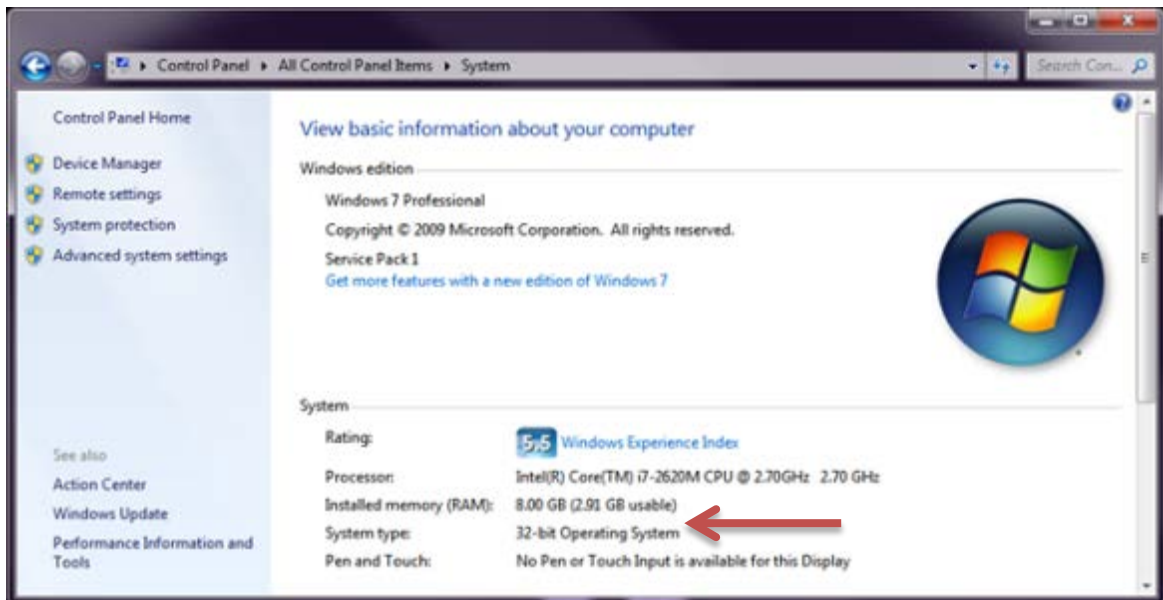 Control Panel ▸ All Control Panel Items ▸ System
Search Con...
Control Panel Home
Device Manager
Remote settings
System protection
Advanced system settings
See also
Action Center
Windows Update
Performance Information and
Tools
View basic information about your computer
Windows edition
Windows 7 Professional
Copyright © 2009 Microsoft Corporation. All rights reserved.
Service Pack 1
Get more features with a new edition of Windows 7
System
Rating: 5,5 Windows Experience Index
Processor: Intel(R) Core(TM) i7-2620M CPU @ 2.70GHz 2.70 GHz
Installed memory (RAM): 8.00 GB (2.91 GB usable)
System type: 32-bit Operating System
Pen and Touch: No Pen or Touch Input is available for this Display